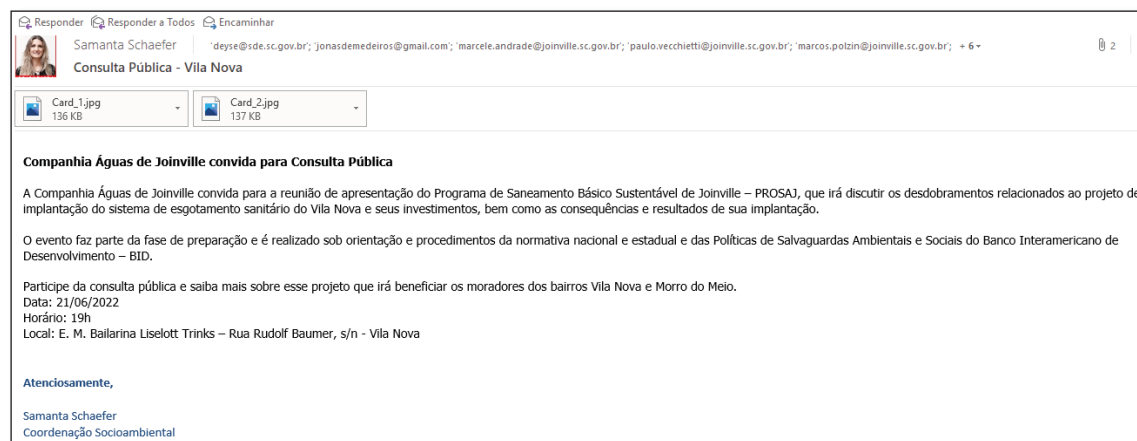 Responder Responder a Todos Encaminhar
Samanta Schaefer 'deyse@sde.sc.gov.br'; 'jonasdemedeiros@gmail.com'; 'marcele.andrade@joinville.sc.gov.br'; 'paulo.vecchietti@joinville.sc.gov.br'; 'marcos.polzin@joinville.sc.gov.br'; + 6 2
Consulta Pública - Vila Nova
Card_1.jpg Card_2.jpg
136 KB 137 KB
Companhia Águas de Joinville convida para Consulta Pública
A Companhia Águas de Joinville convida para a reunião de apresentação do Programa de Saneamento Básico Sustentável de Joinville – PROSAJ, que irá discutir os desdobramentos relacionados ao projeto de
implantação do sistema de esgotamento sanitário do Vila Nova e seus investimentos, bem como as consequências e resultados de sua implantação.
O evento faz parte da fase de preparação e é realizado sob orientação e procedimentos da normativa nacional e estadual e das Políticas de Salvaguardas Ambientais e Sociais do Banco Interamericano de
Desenvolvimento – BID.
Participe da consulta pública e saiba mais sobre esse projeto que irá beneficiar os moradores dos bairros Vila Nova e Morro do Meio.
Data: 21/06/2022
Horário: 19h
Local: E. M. Bailarina Liselott Trinks – Rua Rudolf Baumer, s/n - Vila Nova
Atenciosamente,
Samanta Schaefer
Coordenação Socioambiental